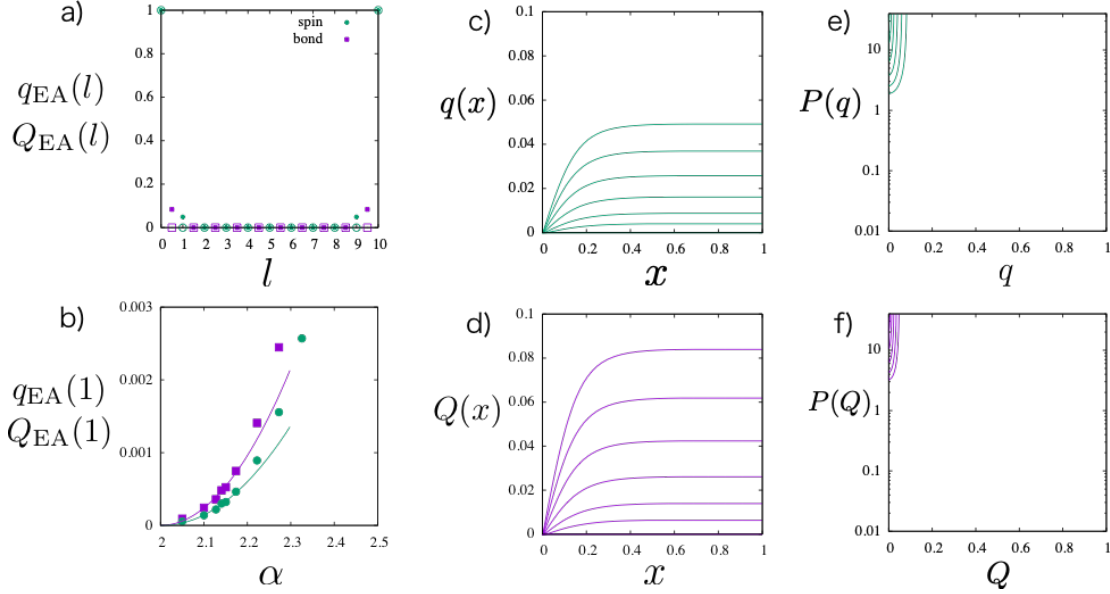 a)
1
0.8
0.6
0.4
0.2
0
0 1 2 3 4 5 6 7 8 9 10
spin
bond
q_EA(l)
Q_EA(l)
l
b)
0.003
0.002
0.001
0
2 2.1 2.2 2.3 2.4 2.5
q_EA(1)
Q_EA(1)
α
c)
0.1
0.08
0.06
0.04
0.02
0
0 0.2 0.4 0.6 0.8 1
q(x)
x
d)
0.1
0.08
0.06
0.04
0.02
0
0 0.2 0.4 0.6 0.8 1
Q(x)
x
e)
10
1
0.1
0.01
0.2 0.4 0.6 0.8 1
P(q)
q
f)
10
1
0.1
0.01
0.2 0.4 0.6 0.8 1
P(Q)
Q